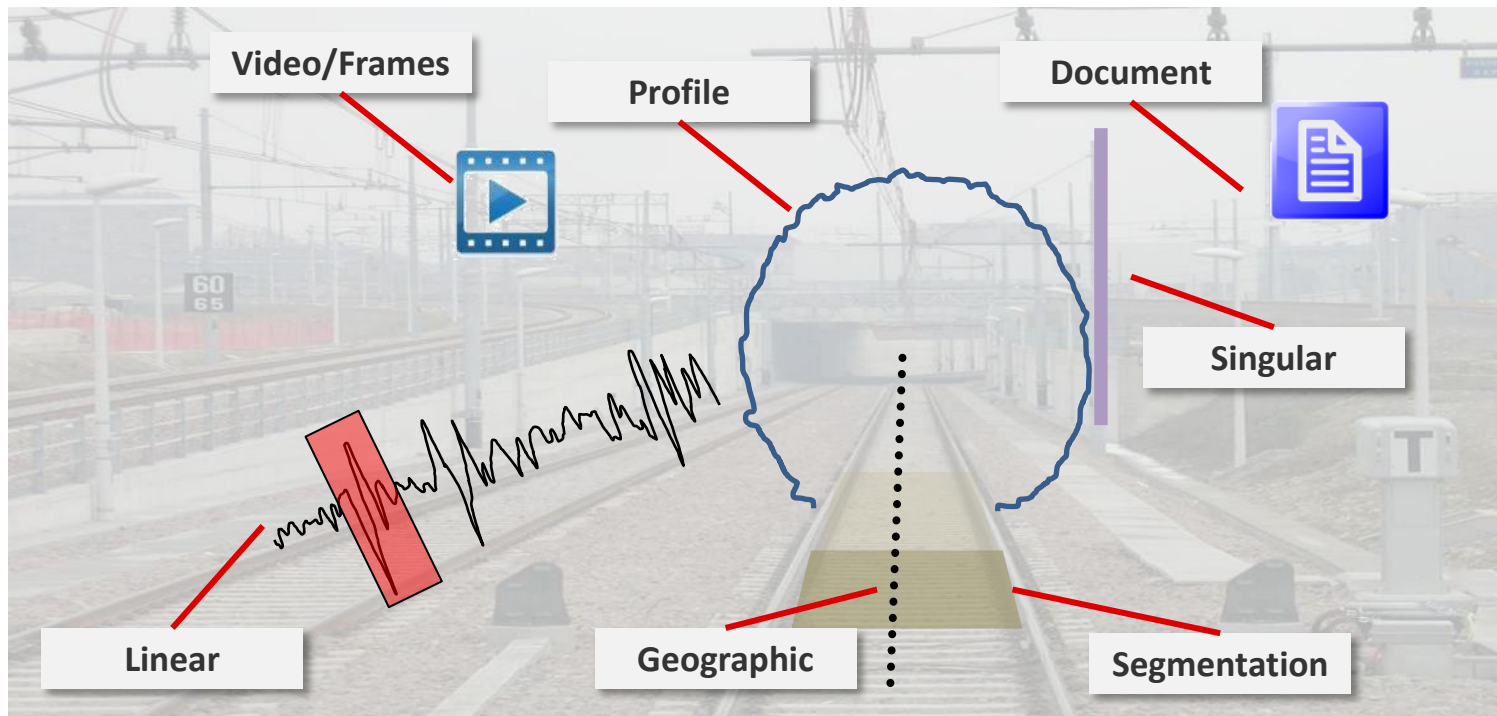 Video/Frames
Profile
Document
60
65
Singular
T
Linear
Geographic
Segmentation